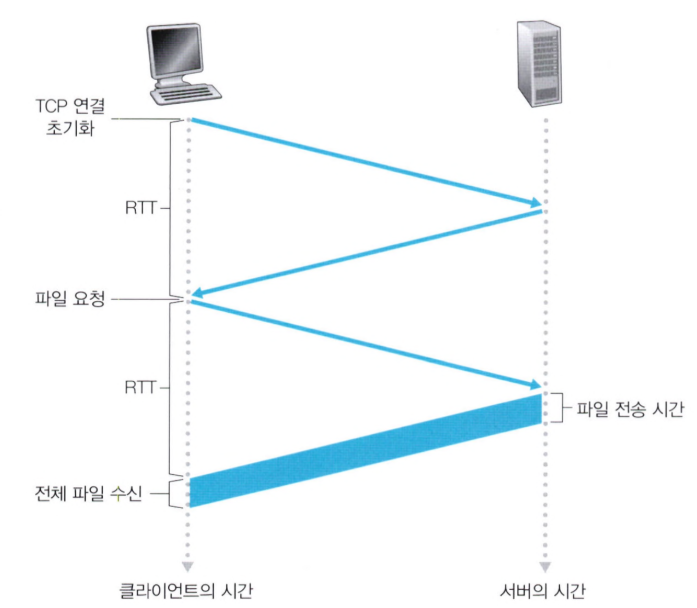 TCP 연결
초기화
RTT
파일 요청
RTT
파일 전송 시간
전체 파일 수신
클라이언트의 시간
서버의 시간